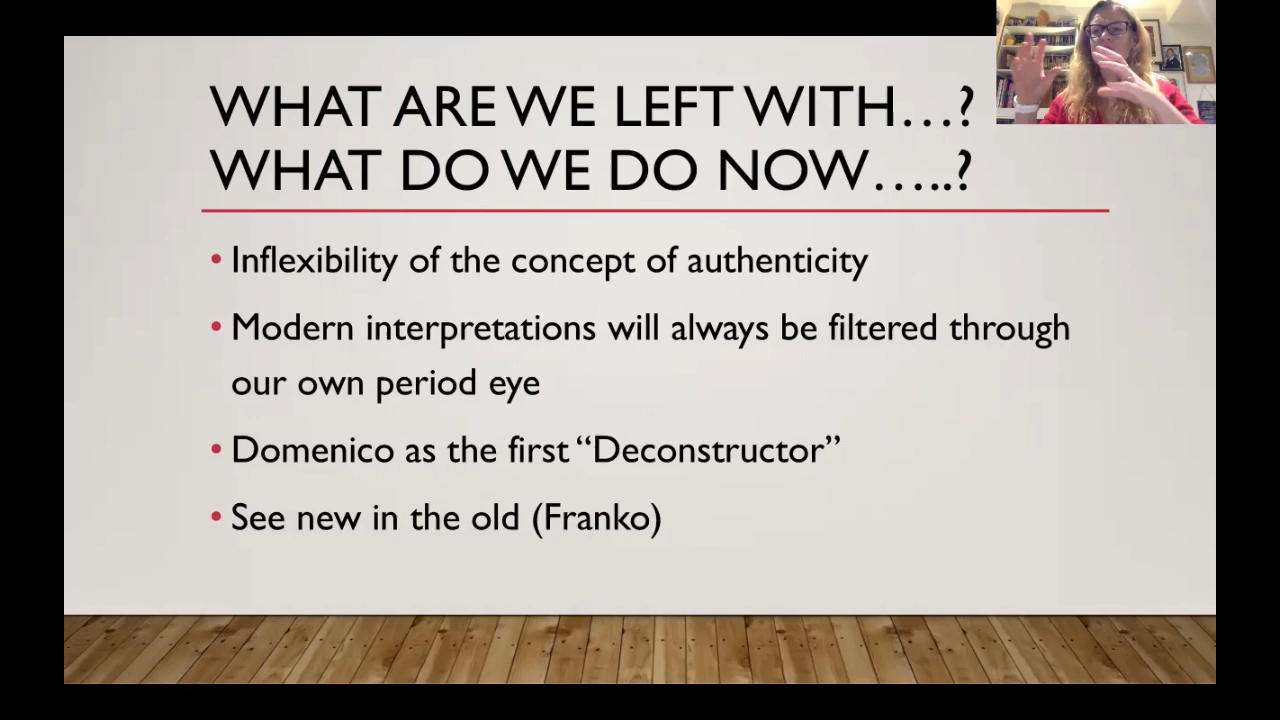 WHAT ARE WE LEFT WITH…?
WHAT DO WE DO NOW…..?
• Inflexibility of the concept of authenticity
• Modern interpretations will always be filtered through
our own period eye
• Domenico as the first “Deconstructor”
• See new in the old (Franko)